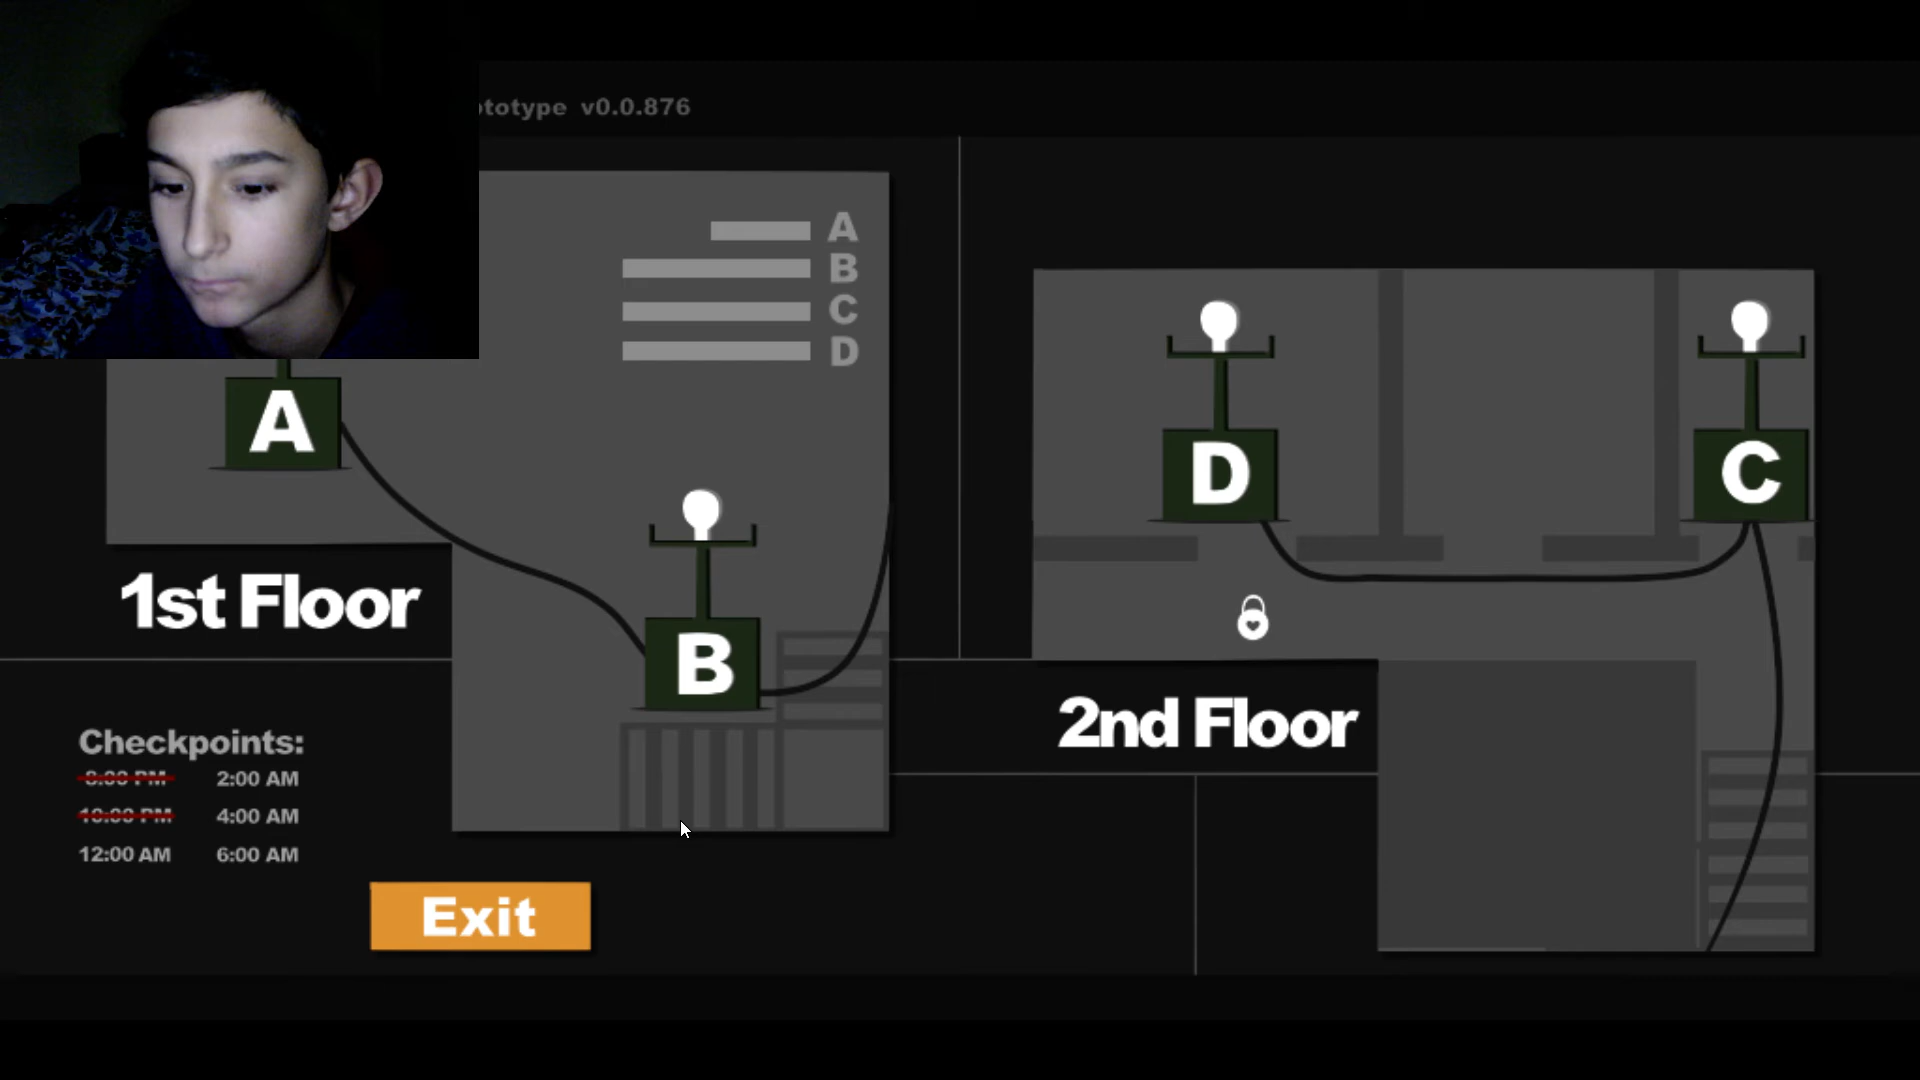 totype v0.0.876
A
B
C
D
A
B
D
C
1st Floor
2nd Floor
Checkpoints:
8:00 PM 2:00 AM
10:00 PM 4:00 AM
12:00 AM 6:00 AM
Exit